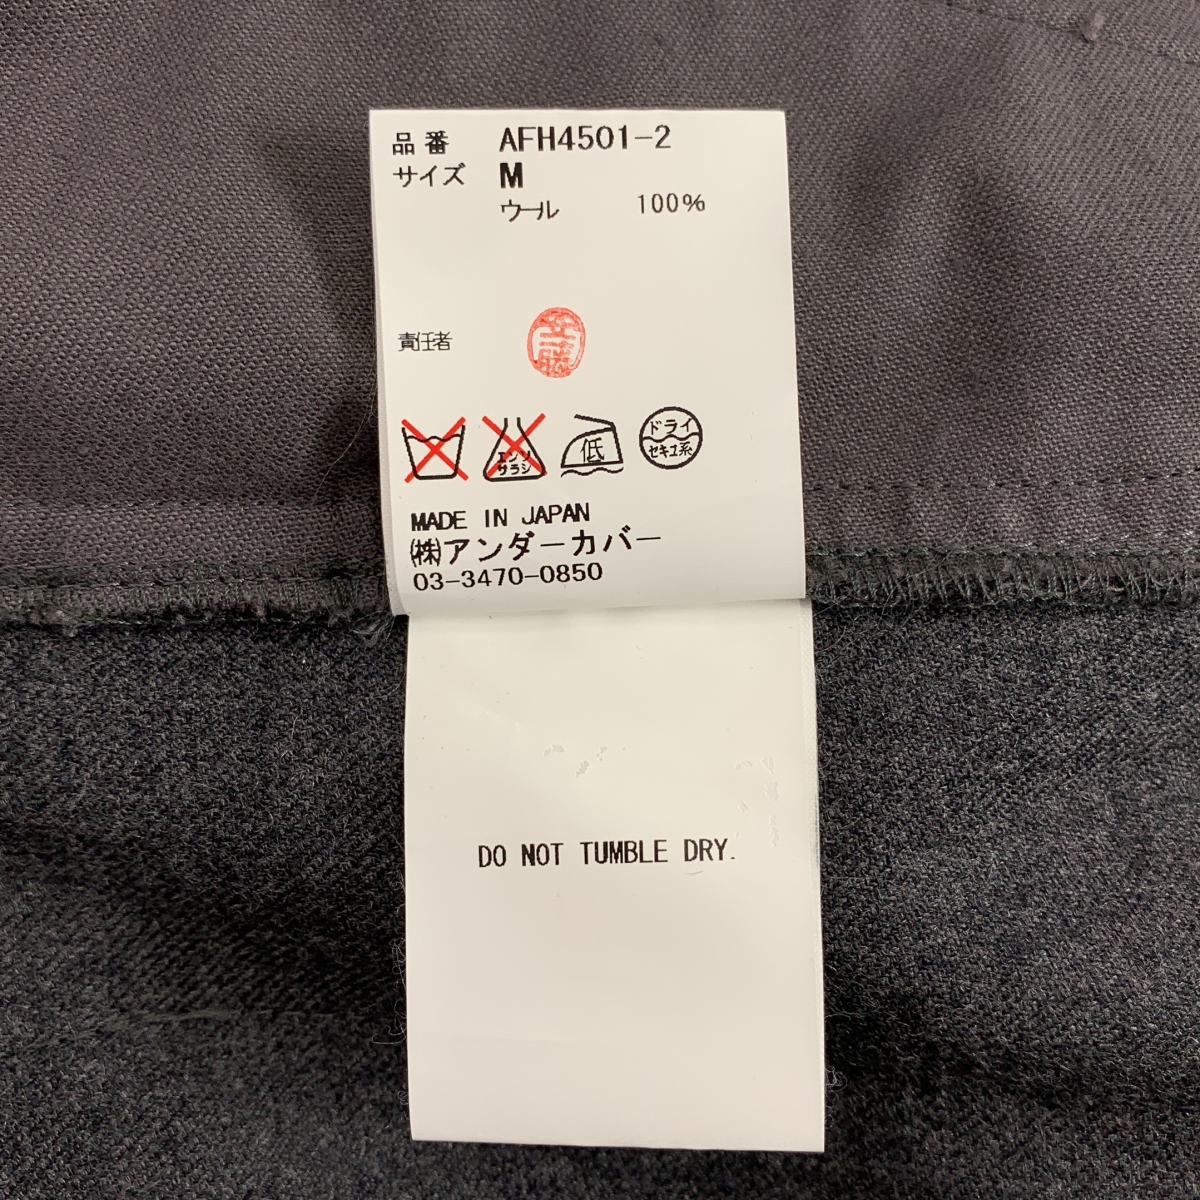 品番 AFH4501-2
サイズ M
ウール 100%
責任者
エンソ
サラシ
低
ドライ
セキユ系
MADE IN JAPAN
㈱アンダーカバー
03-3470-0850
DO NOT TUMBLE DRY.